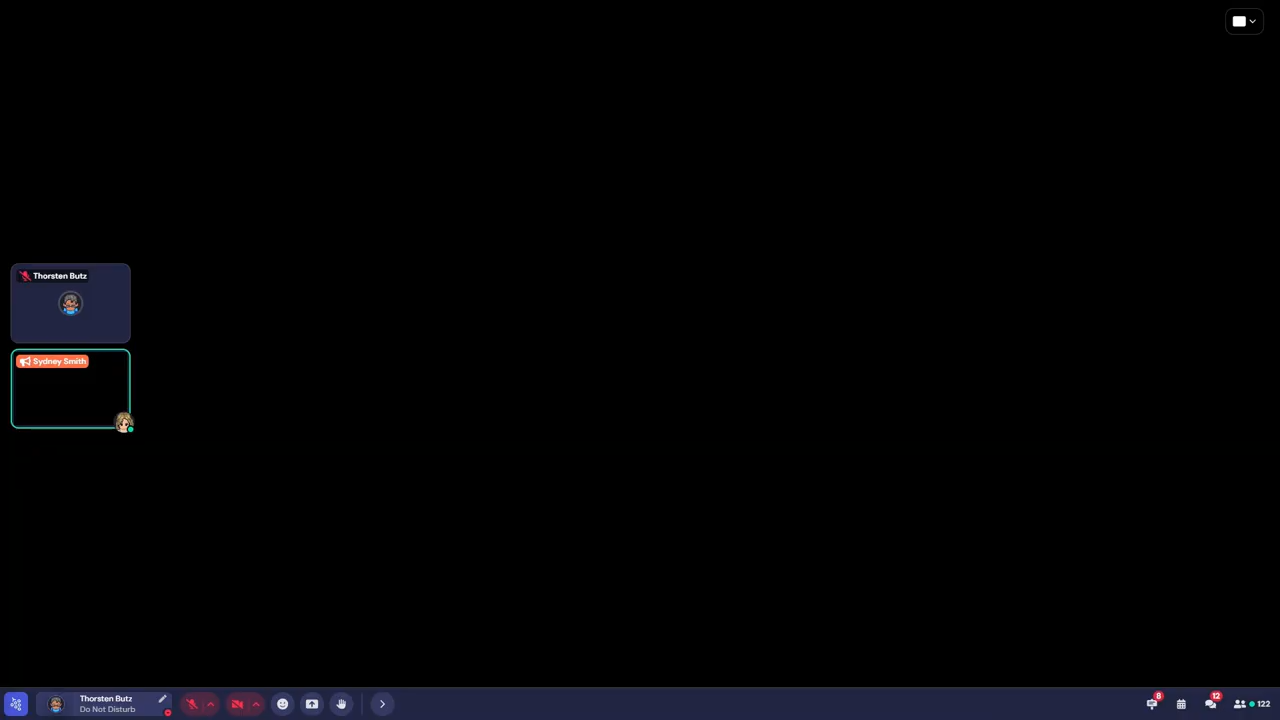 Thorsten Butz
Sydney Smith
Thorsten Butz
Do Not Disturb
8
12
122